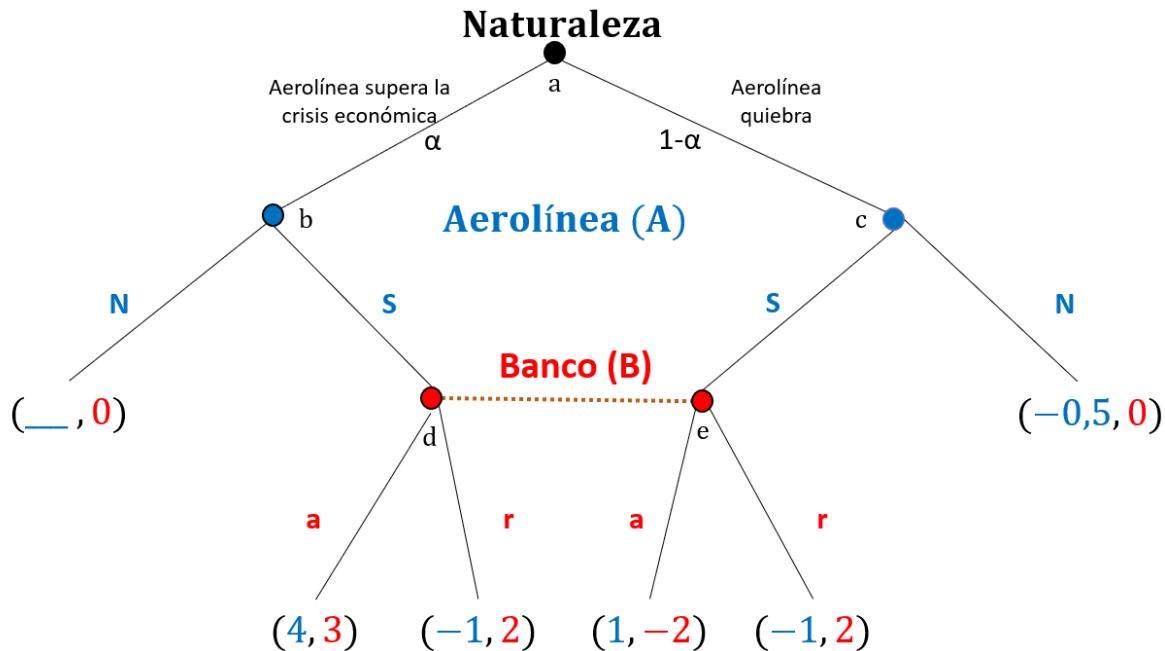 Naturaleza
Aerolínea supera la
crisis económica
a
Aerolínea
quiebra
α
1-α
b
Aerolínea (A)
c
N
S
S
N
Banco (B)
(__ , 0)
d
e
(−0,5, 0)
a
r
a
r
(4, 3)
(−1, 2)
(1, −2)
(−1, 2)